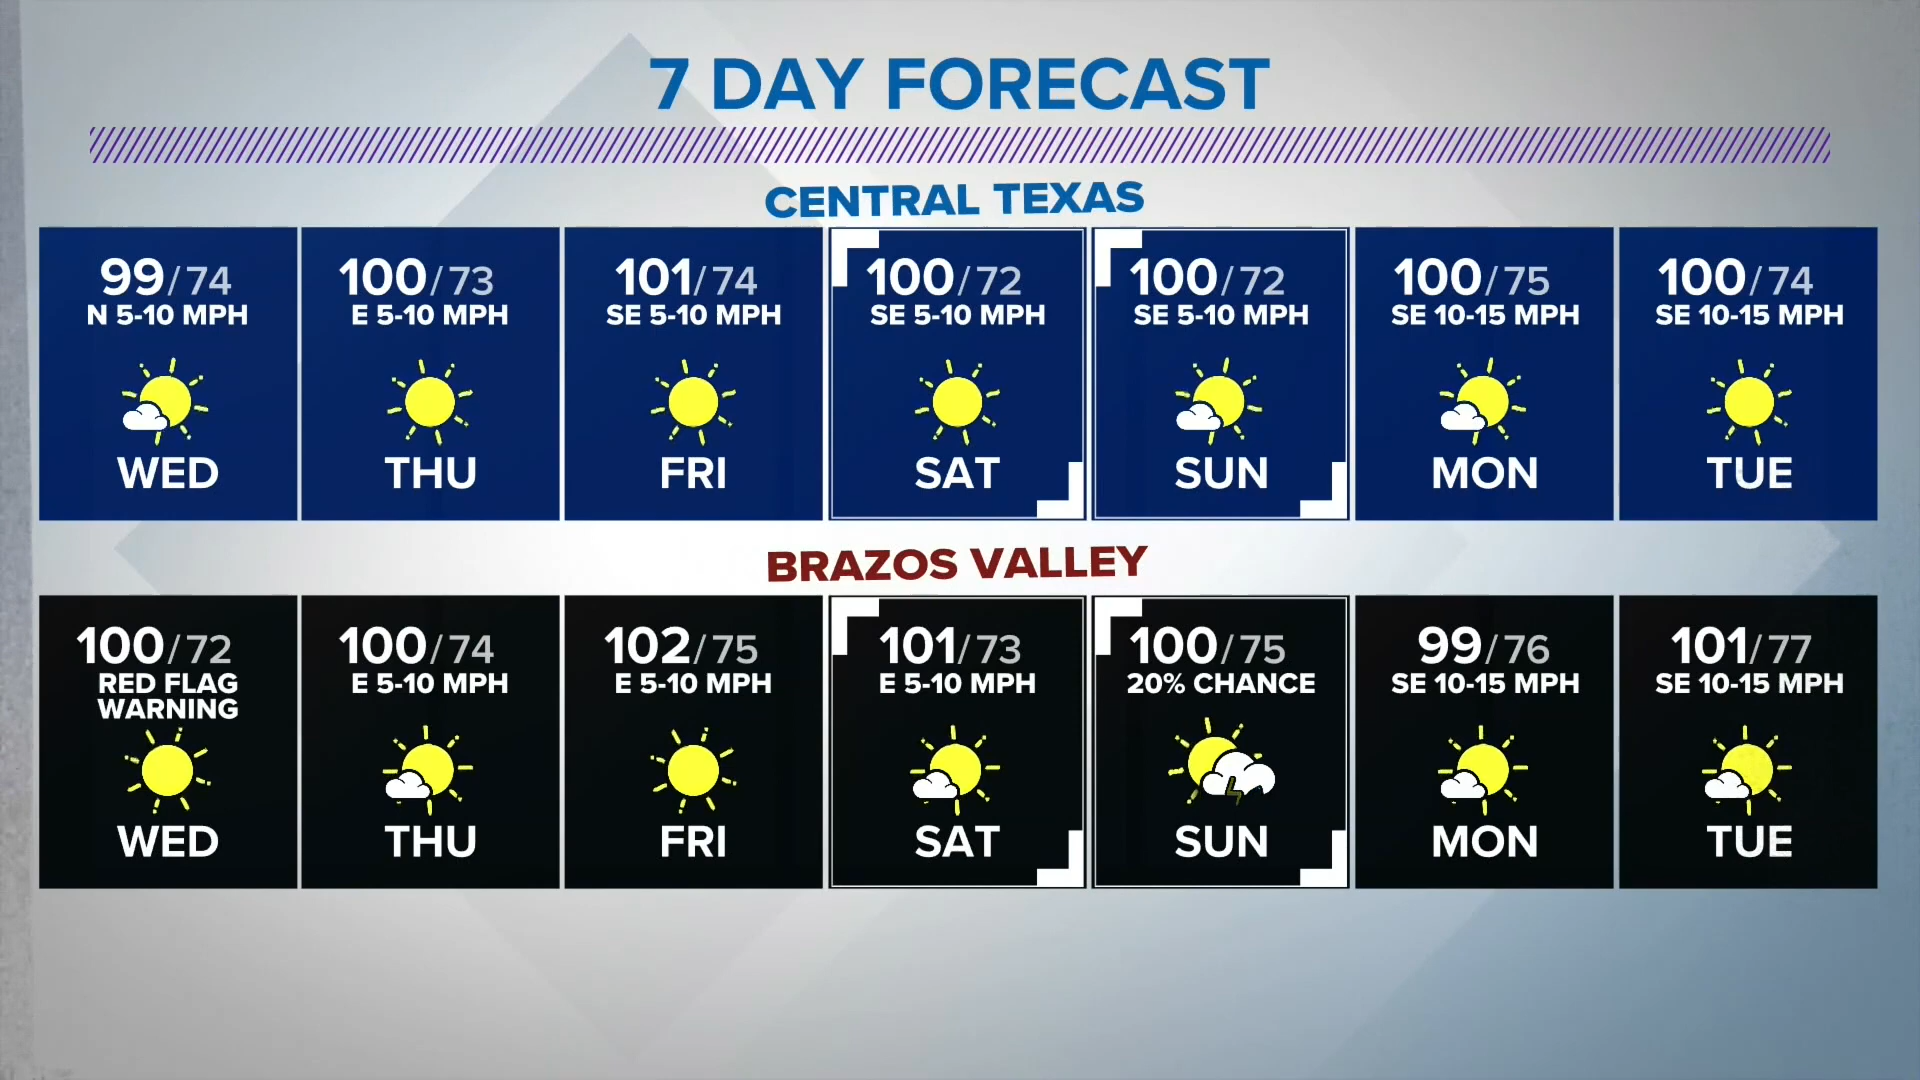 7 DAY FORECAST
CENTRAL TEXAS
99/74 100/73 101/74 100/72 100/72 100/75 100/74
N 5-10 MPH E 5-10 MPH SE 5-10 MPH SE 5-10 MPH SE 5-10 MPH SE 10-15 MPH SE 10-15 MPH
WED THU FRI SAT SUN MON TUE
BRAZOS VALLEY
100/72 100/74 102/75 101/73 100/75 99/76 101/77
RED FLAG E 5-10 MPH E 5-10 MPH E 5-10 MPH 20% CHANCE SE 10-15 MPH SE 10-15 MPH
WARNING
WED THU FRI SAT SUN MON TUE